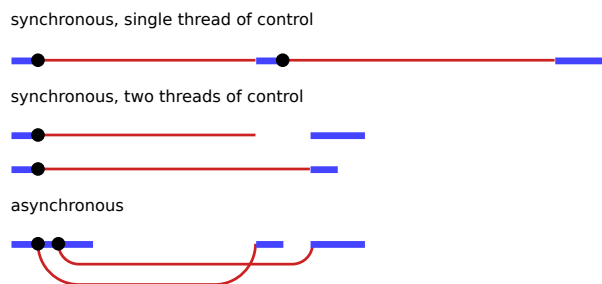 synchronous, single thread of control
synchronous, two threads of control
asynchronous